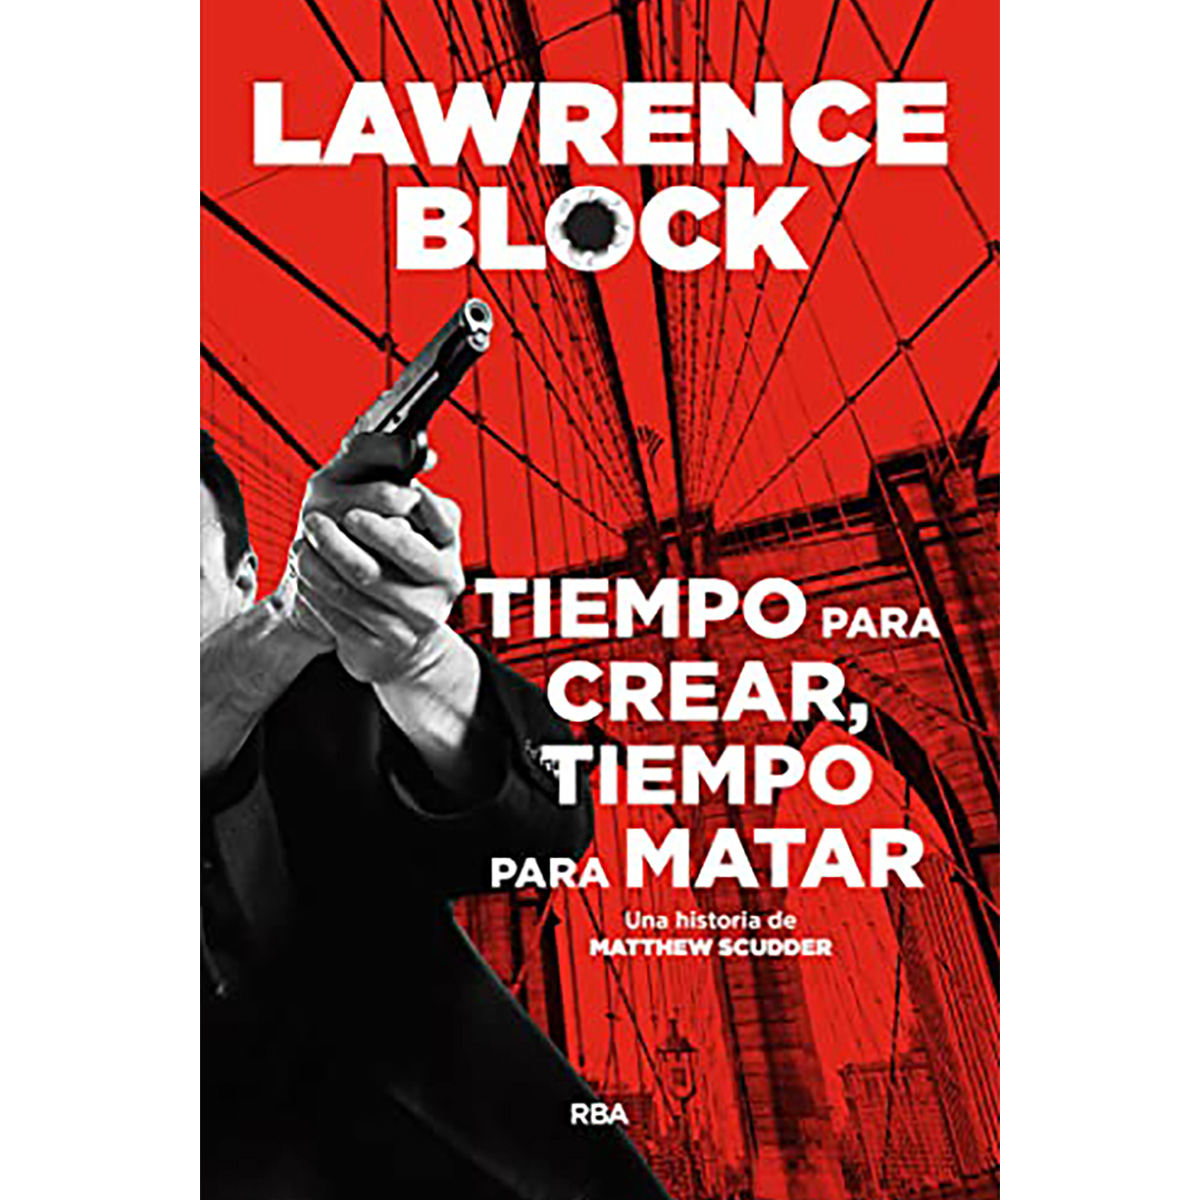 LAWRENCE
BLOCK
TIEMPO PARA
CREAR,
TIEMPO
PARA MATAR
Una historia de
MATTHEW SCUDDER
RBA